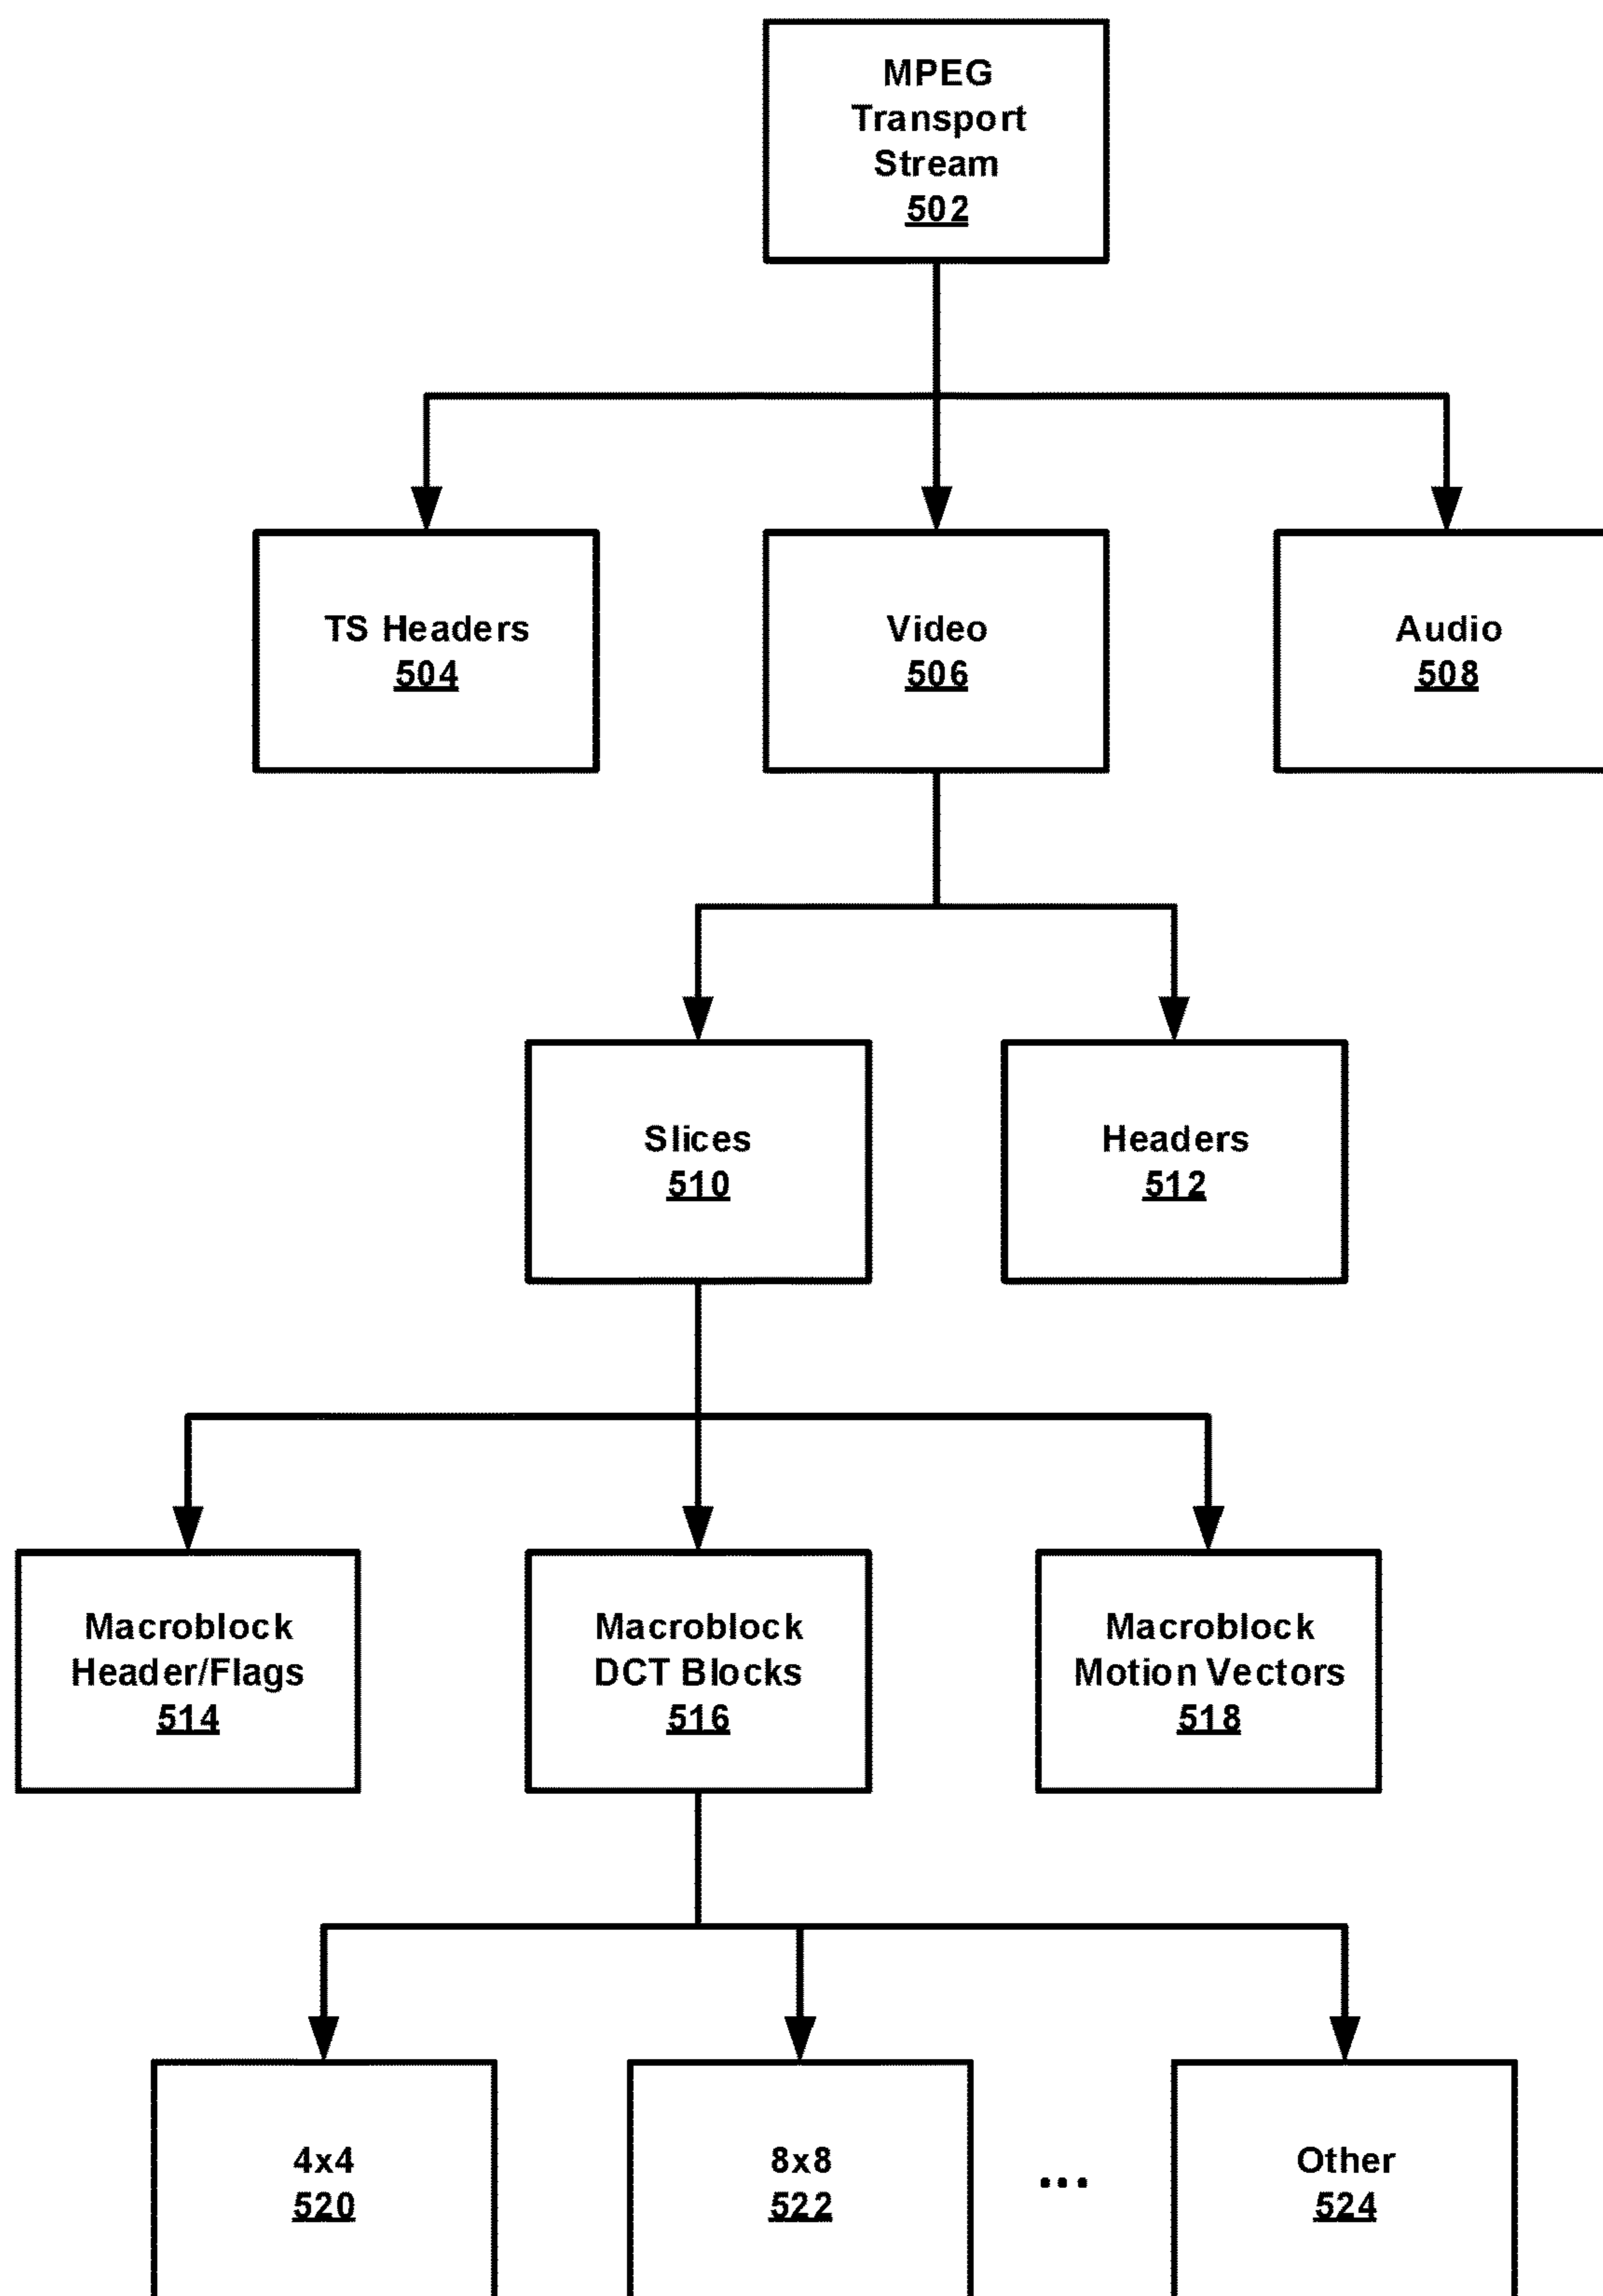 MPEG
Transport
Stream
502
TS Headers
504
Video
506
Audio
508
Slices
510
Headers
512
Macroblock
Header/Flags
514
Macroblock
DCT Blocks
516
Macroblock
Motion Vectors
518
4x4
520
8x8
522
...
Other
524